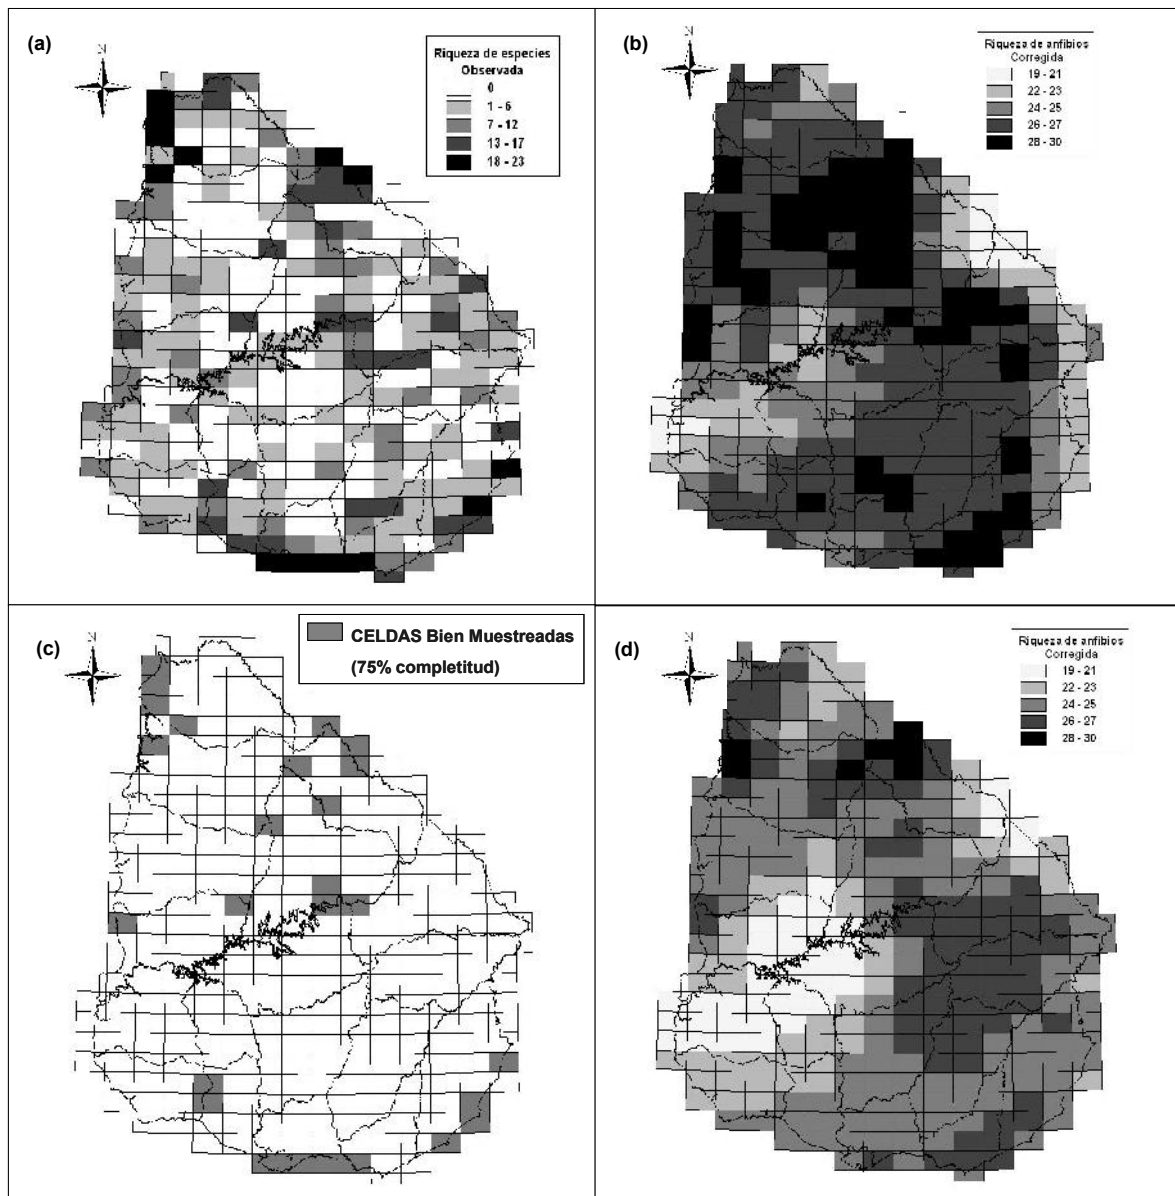 (a)
N
Riqueza de especies
Observada
0
1 - 6
7 - 12
13 - 17
18 - 23
(b)
N
Riqueza de anfibios
Corregida
19 - 21
22 - 23
24 - 25
26 - 27
28 - 30
(c)
N
CELDAS Bien Muestreadas
(75% completitud)
(d)
N
Riqueza de anfibios
Corregida
19 - 21
22 - 23
24 - 25
26 - 27
28 - 30